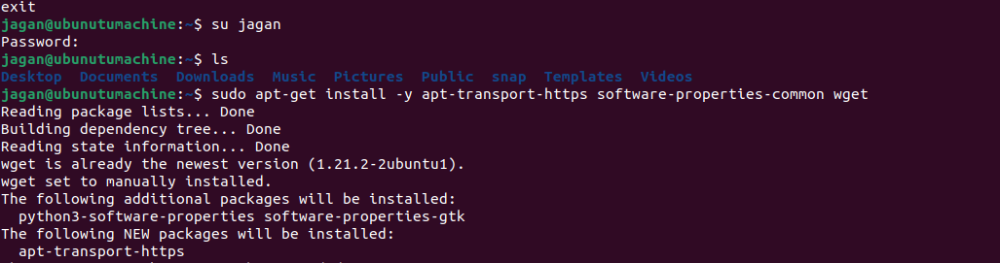 exit
jagan@ubunutumachine:~$ su jagan
Password:
jagan@ubunutumachine:~$ ls
Desktop  Documents  Downloads  Music  Pictures  Public  snap  Templates  Videos
jagan@ubunutumachine:~$ sudo apt-get install -y apt-transport-https software-properties-common wget
Reading package lists... Done
Building dependency tree... Done
Reading state information... Done
wget is already the newest version (1.21.2-2ubuntu1).
wget set to manually installed.
The following additional packages will be installed:
  python3-software-properties software-properties-gtk
The following NEW packages will be installed:
  apt-transport-https